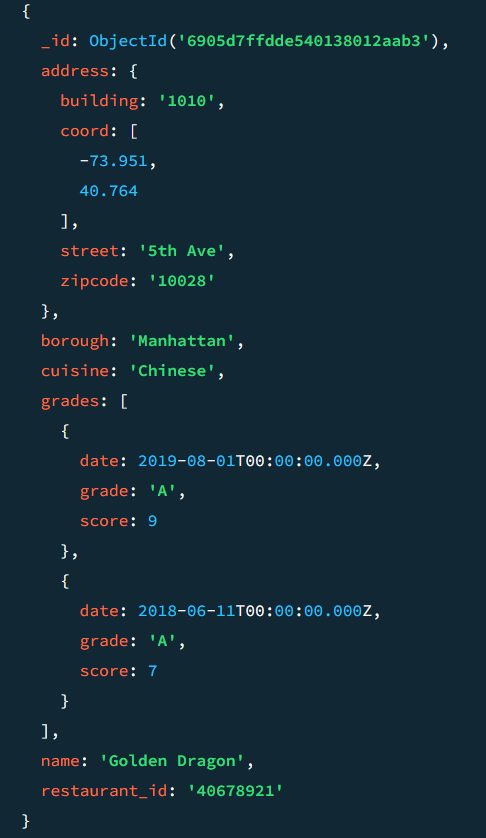 {
  _id: ObjectId('6905d7ffdde540138012aab3'),
  address: {
    building: '1010',
    coord: [
      -73.951,
      40.764
    ],
    street: '5th Ave',
    zipcode: '10028'
  },
  borough: 'Manhattan',
  cuisine: 'Chinese',
  grades: [
    {
      date: 2019-08-01T00:00:00.000Z,
      grade: 'A',
      score: 9
    },
    {
      date: 2018-06-11T00:00:00.000Z,
      grade: 'A',
      score: 7
    }
  ],
  name: 'Golden Dragon',
  restaurant_id: '40678921'
}